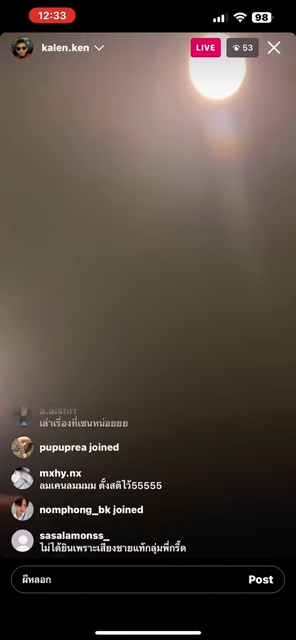 12:33
98
kalen.ken
LIVE
53
a.aishrr
เล่าเรื่องที่เซนหน่อยยย
pupuprea joined
mxhy.nx
ลมเคนลมมมม ตั้งสติไว้55555
nomphong_bk joined
sasalamonss_
ไม่ได้ยินเพราะเสียงชายแท้กลุ่มพี่กรี๊ด
ผีหลอก
Post